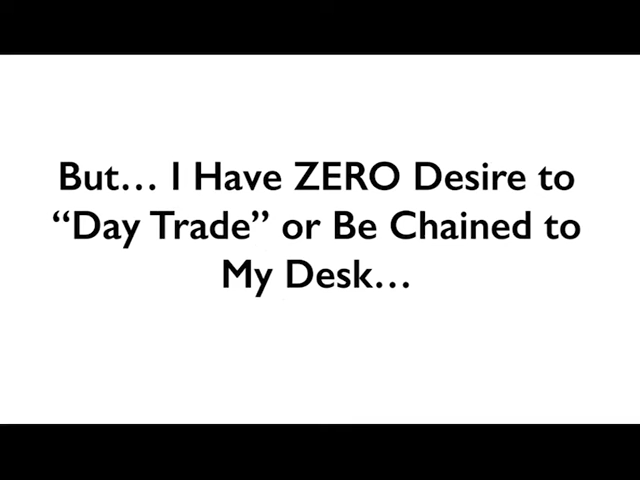 But… I Have ZERO Desire to
“Day Trade” or Be Chained to
My Desk…